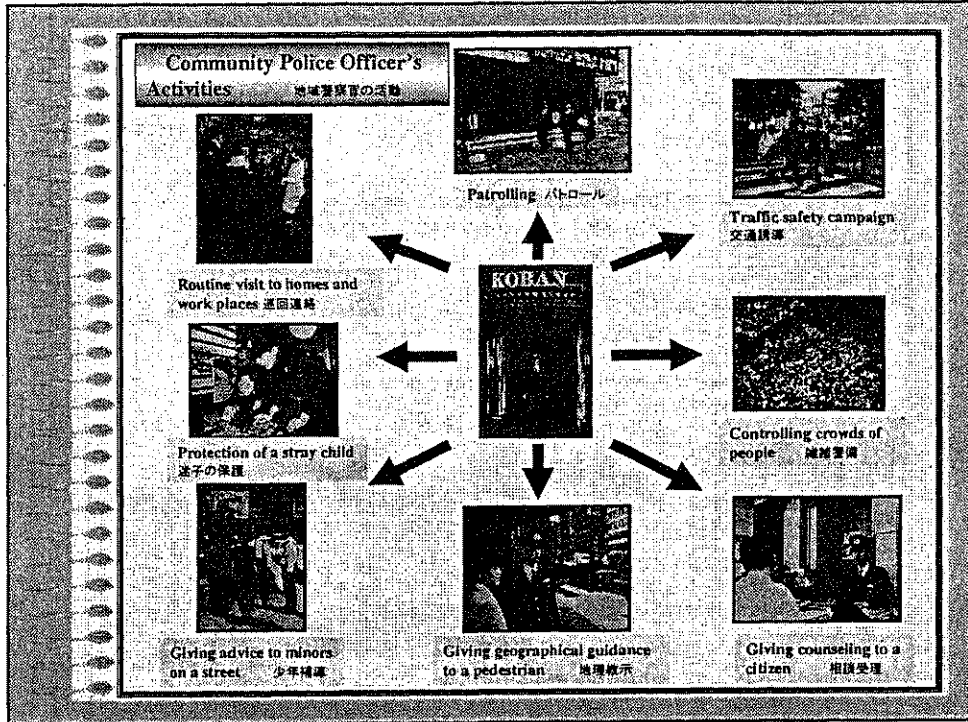 Community Police Officer's
Activities 地域警察官の活動
Patrolling パトロール
Traffic safety campaign
交通誘導
Routine visit to homes and
work places 巡回連絡
KOBAN
Protection of a stray child
迷子の保護
Controlling crowds of
people 雑踏警備
Giving advice to minors
on a street 少年補導
Giving geographical guidance
to a pedestrian 地理教示
Giving counseling to a
citizen 相談受理